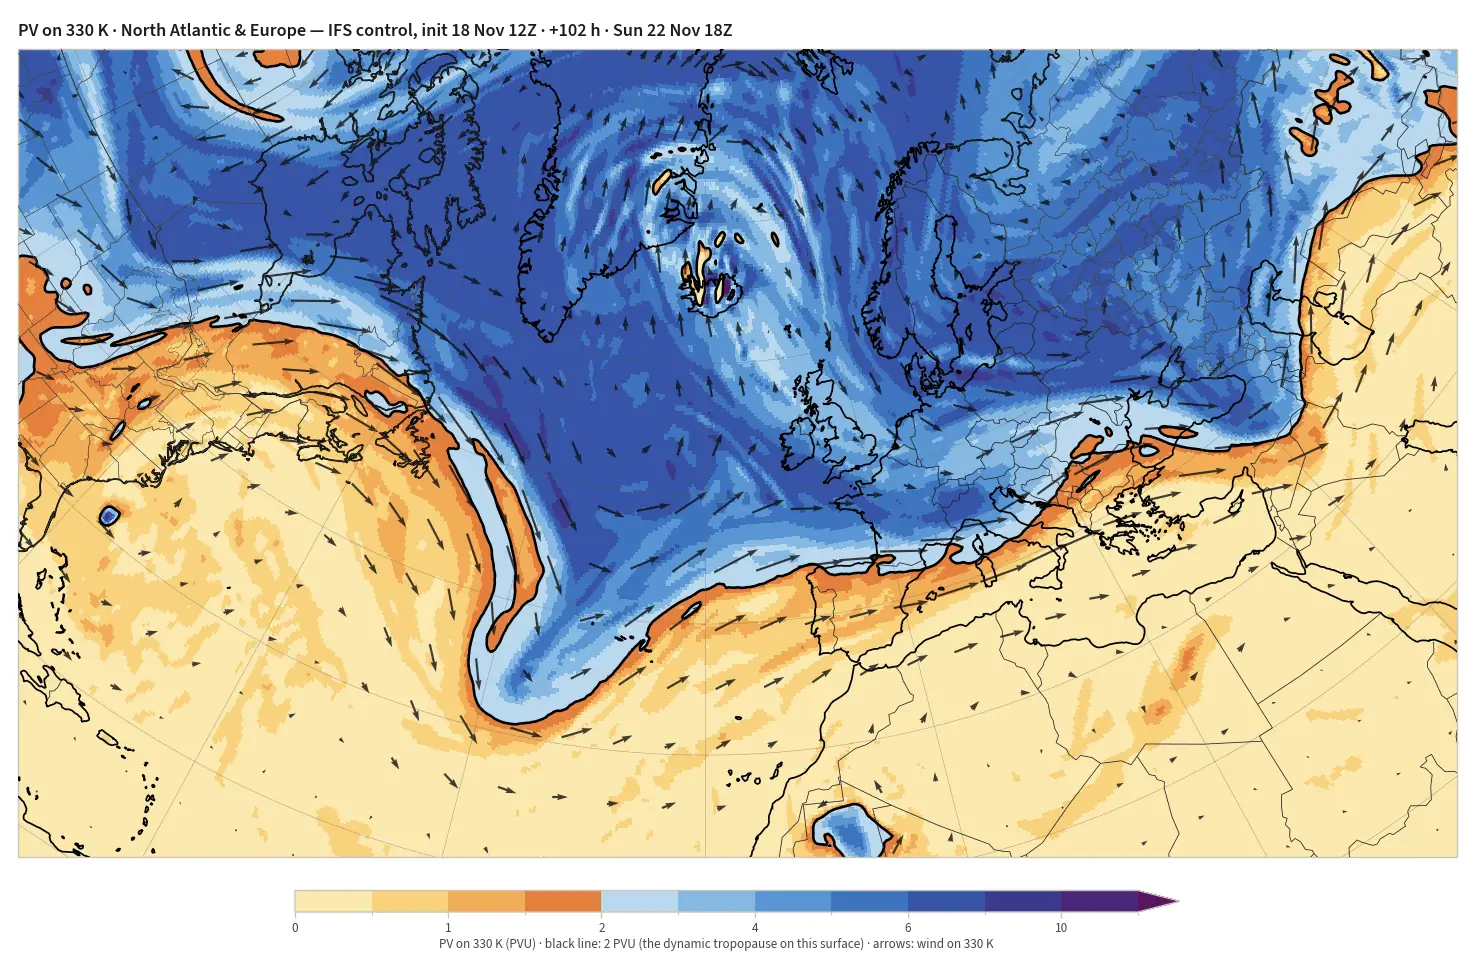 PV on 330 K · North Atlantic & Europe — IFS control, init 18 Nov 12Z · +102 h · Sun 22 Nov 18Z
0 1 2 4 6 10
PV on 330 K (PVU) · black line: 2 PVU (the dynamic tropopause on this surface) · arrows: wind on 330 K